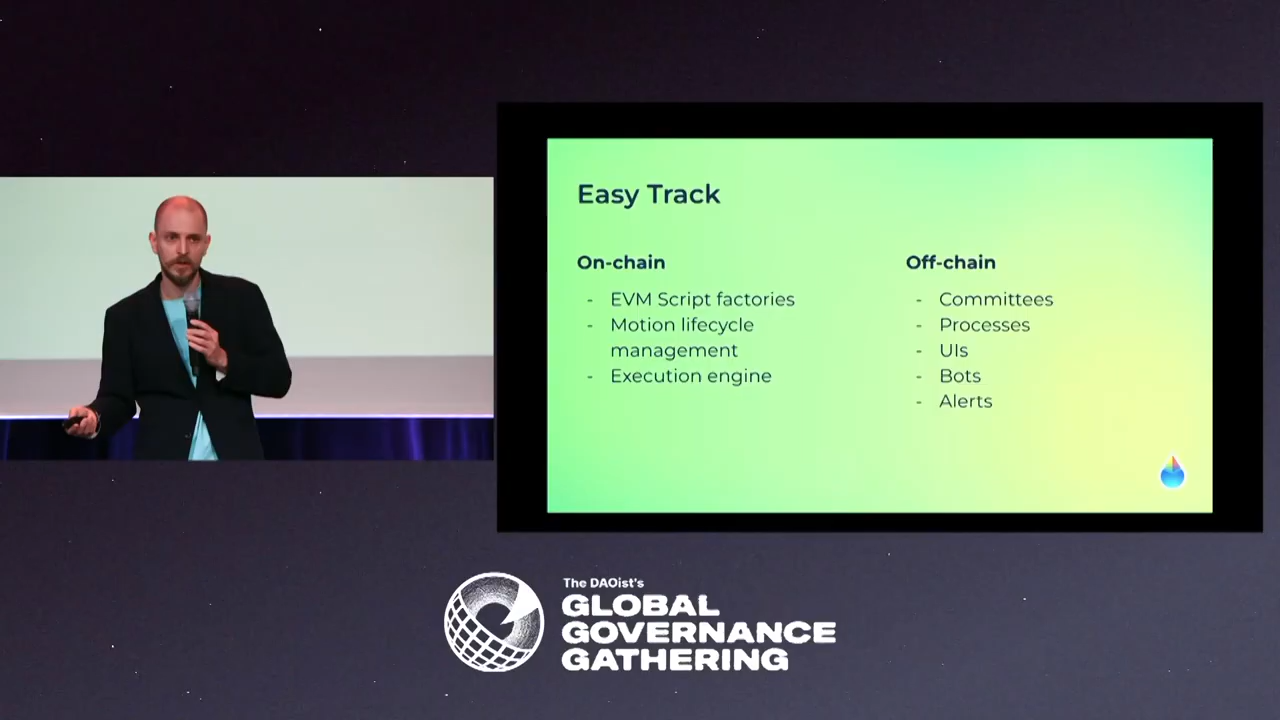 Easy Track
On-chain
- EVM Script factories
- Motion lifecycle
management
- Execution engine
Off-chain
- Committees
- Processes
- UIs
- Bots
- Alerts
The DAOist's
GLOBAL
GOVERNANCE
GATHERING